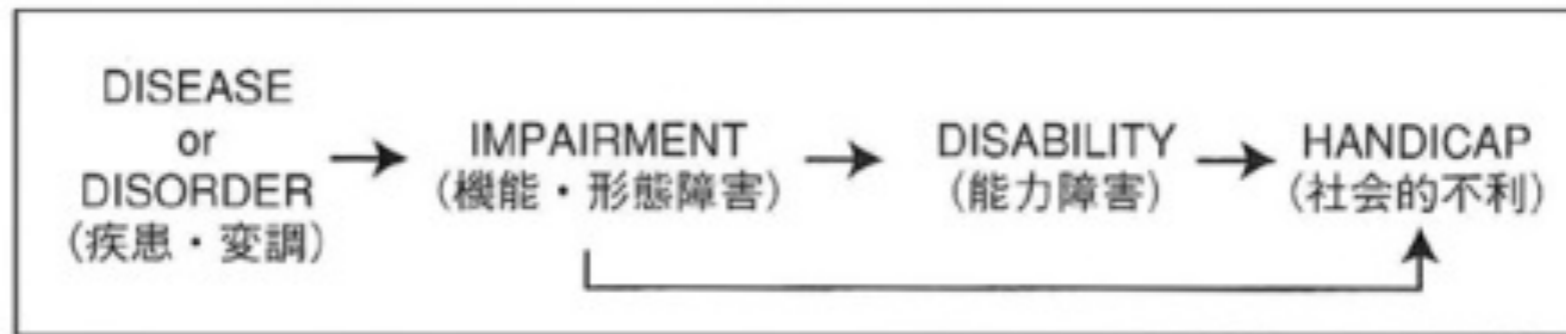 DISEASE
or
DISORDER
(疾患・変調)
IMPAIRMENT
(機能・形態障害)
DISABILITY
(能力障害)
HANDICAP
(社会的不利)